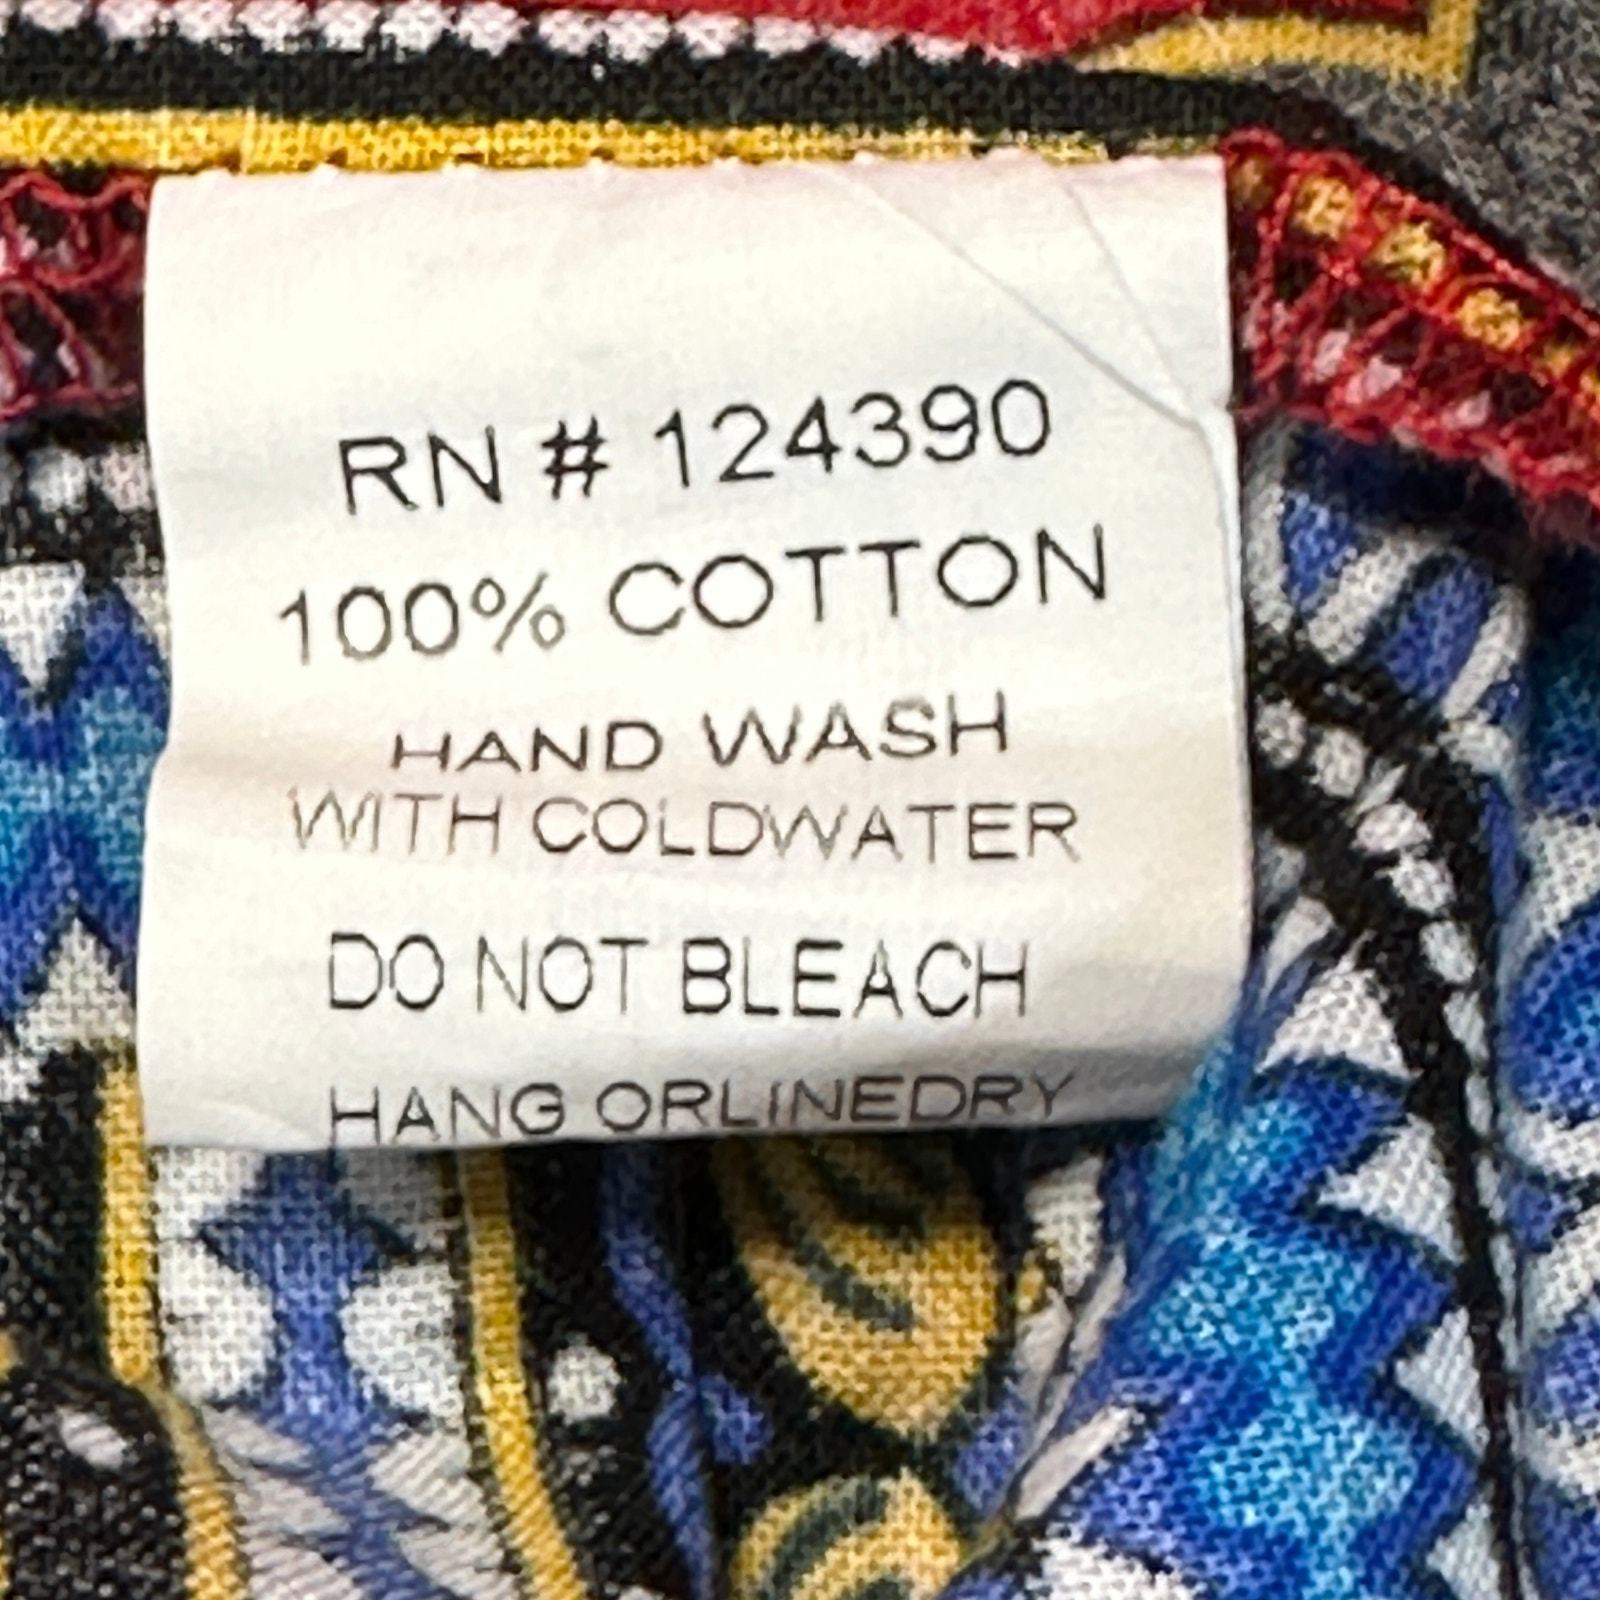 RN # 124390
100% COTTON
HAND WASH
WITH COLDWATER
DO NOT BLEACH
HANG ORLINEDRY